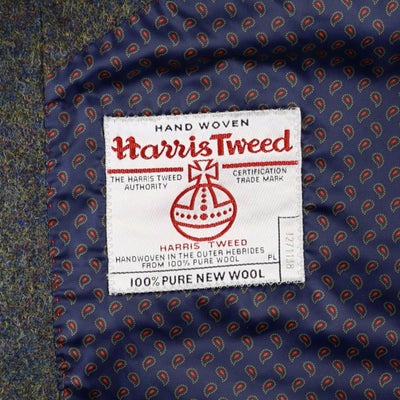 HAND WOVEN
Harris Tweed
THE HARRIS TWEED AUTHORITY
CERTIFICATION TRADE MARK
HARRIS TWEED
HANDWOVEN IN THE OUTER HEBRIDES
FROM 100% PURE WOOL PL
100% PURE NEW WOOL